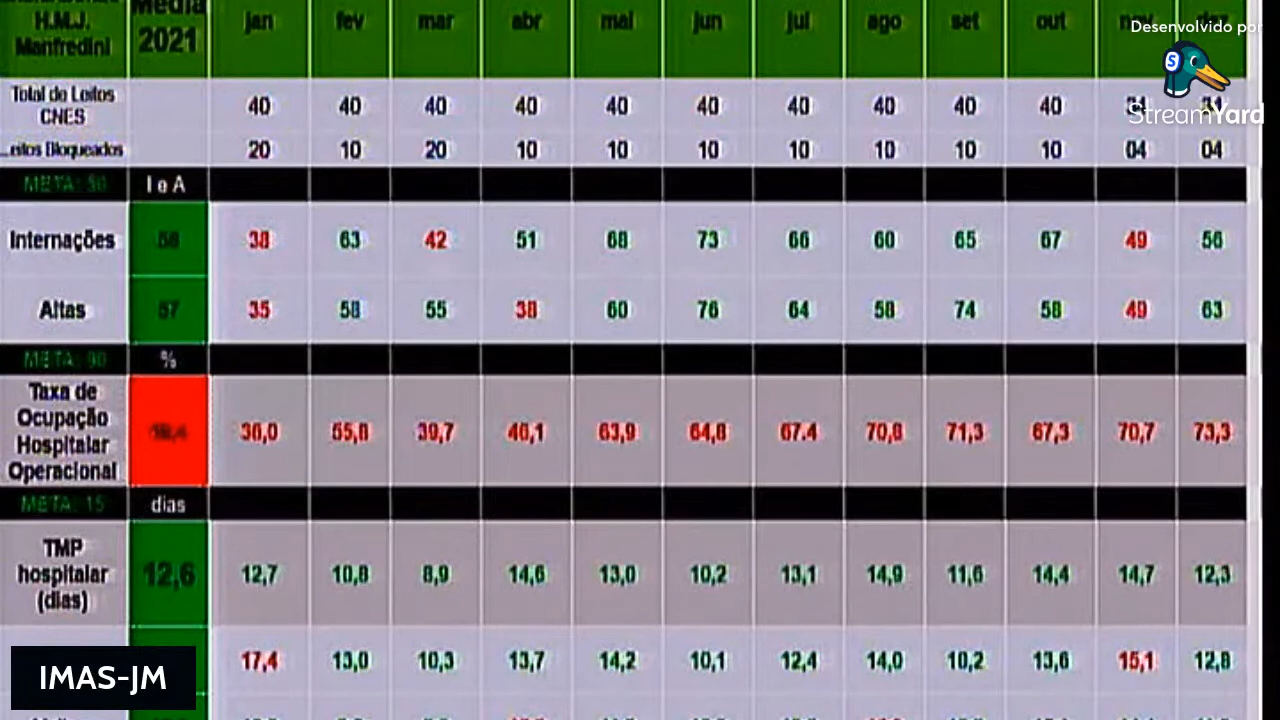 H.M.J. Média jan fev mar abr mai jun jul ago set out
Manfredini 2021
Desenvolvido por
StreamYard
Total de Leitos
CNES 40 40 40 40 40 40 40 40 40 40
Bloqueados 20 10 20 10 10 10 10 10 10 10 04 04
META: I e A
Internações 38 63 42 51 68 73 66 60 65 67 49 56
Altas 57 35 58 55 38 60 76 64 58 74 58 49 63
META: 90 %
Taxa de
Ocupação
Hospitalar
Operacional
36,0 55,8 39,7 63,9 64,8 67.4 70,8 71,3 67,3 70,7 73,3
META: 15 dias
TMP
hospitalar
(dias)
12,6 12,7 10,8 8,9 14,6 13,0 10,2 13,1 14,9 11,6 14,4 14,7 12,3
17,4 13,0 10,3 13,7 14,2 10,1 12,4 14,0 10,2 13,6 15,1 12,8
IMAS-JM